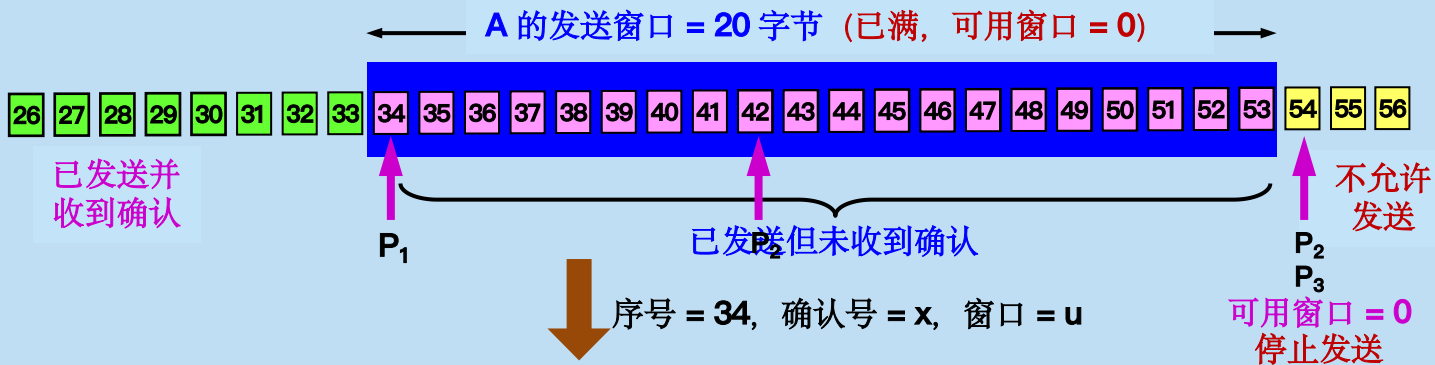 A 的发送窗口 = 20 字节 (已满, 可用窗口 = 0)
26 27 28 29 30 31 32 33 34 35 36 37 38 39 40 41 42 43 44 45 46 47 48 49 50 51 52 53 54 55 56
已发送并
收到确认
不允许
发送
P1
已发送但未收到确认
P2
P2
P3
序号 = 34, 确认号 = x, 窗口 = u
可用窗口 = 0
停止发送